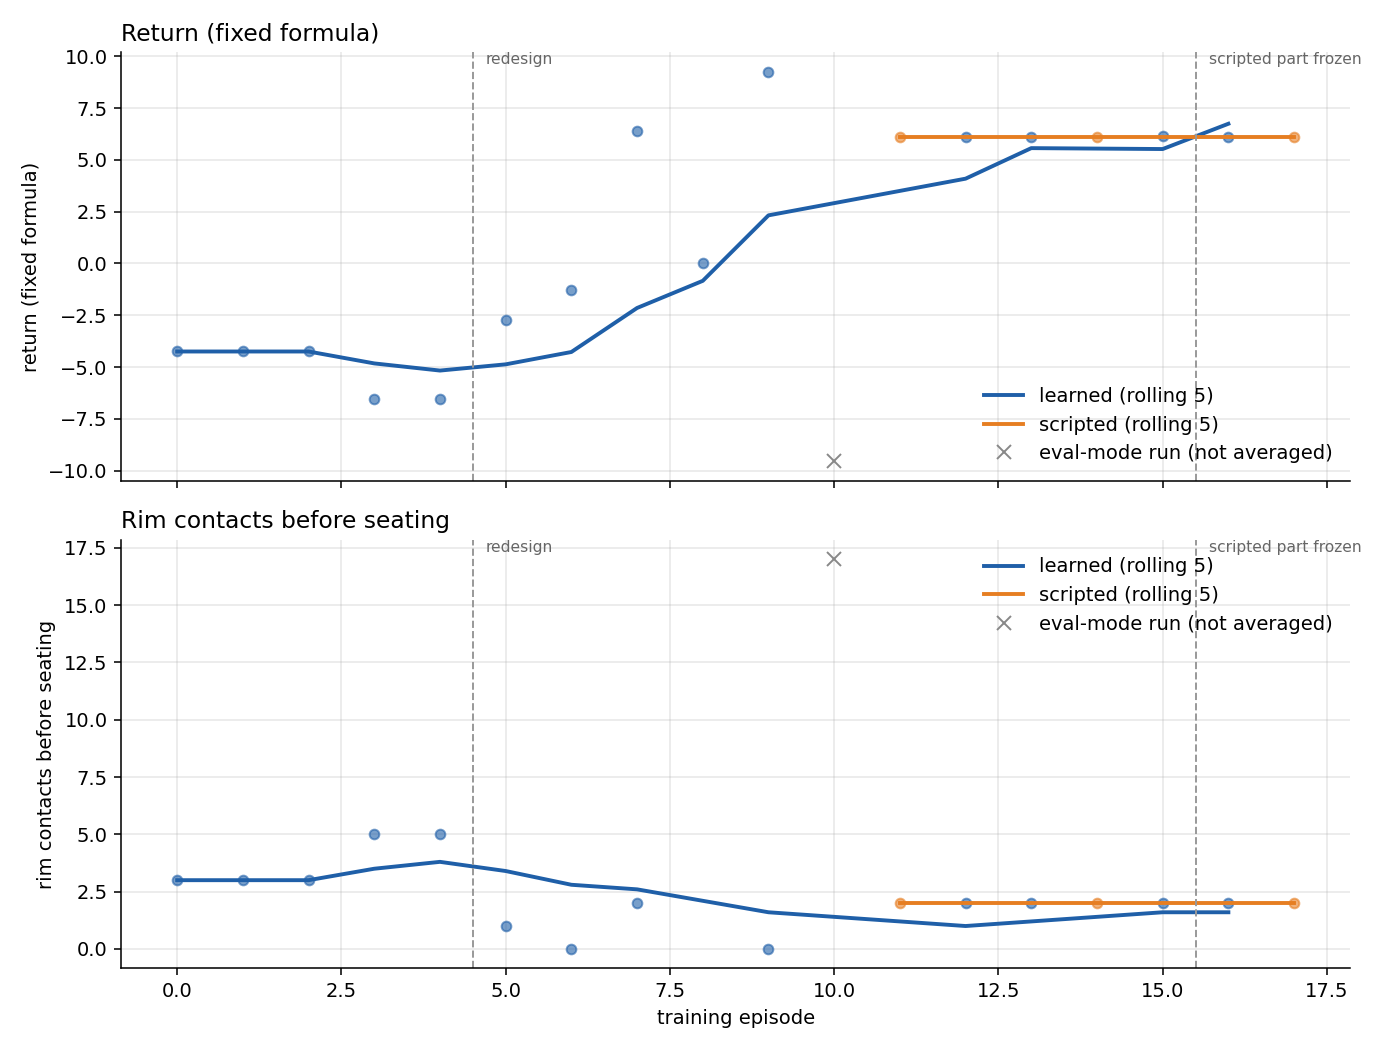 Return (fixed formula)
redesign
scripted part frozen
10.0
7.5
5.0
2.5
0.0
−2.5
−5.0
−7.5
−10.0
return (fixed formula)
learned (rolling 5)
scripted (rolling 5)
eval-mode run (not averaged)
Rim contacts before seating
redesign
scripted part frozen
17.5
15.0
12.5
10.0
7.5
5.0
2.5
0.0
rim contacts before seating
learned (rolling 5)
scripted (rolling 5)
eval-mode run (not averaged)
0.0 2.5 5.0 7.5 10.0 12.5 15.0 17.5
training episode